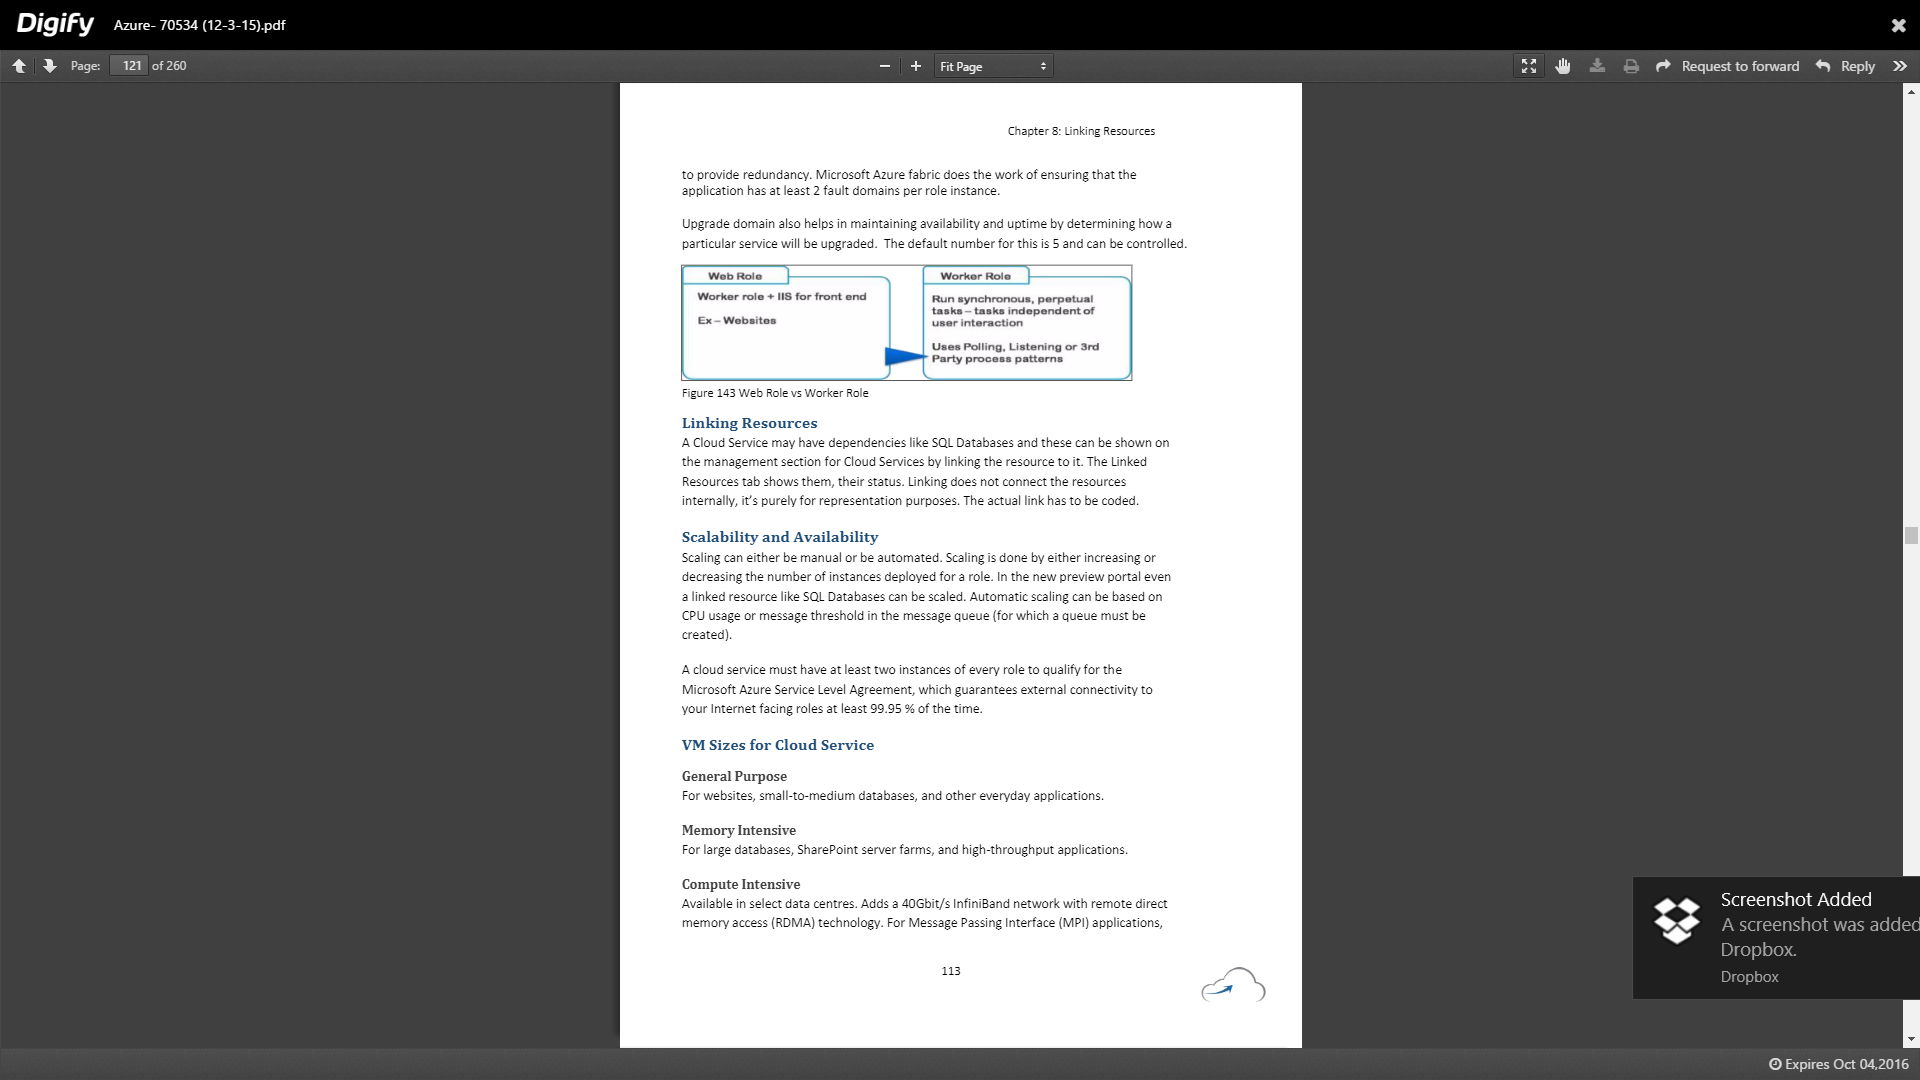 Digify Azure- 70534 (12-3-15).pdf
Page: 121 of 260 Fit Page Request to forward Reply
Chapter 8: Linking Resources
to provide redundancy. Microsoft Azure fabric does the work of ensuring that the
application has at least 2 fault domains per role instance.
Upgrade domain also helps in maintaining availability and uptime by determining how a
particular service will be upgraded.  The default number for this is 5 and can be controlled.
Web Role
Worker role + IIS for front end
Ex – Websites
Worker Role
Run synchronous, perpetual
tasks – tasks independent of
user interaction
Uses Polling, Listening or 3rd
Party process patterns
Figure 143 Web Role vs Worker Role
Linking Resources
A Cloud Service may have dependencies like SQL Databases and these can be shown on
the management section for Cloud Services by linking the resource to it. The Linked
Resources tab shows them, their status. Linking does not connect the resources
internally, it's purely for representation purposes. The actual link has to be coded.
Scalability and Availability
Scaling can either be manual or be automated. Scaling is done by either increasing or
decreasing the number of instances deployed for a role. In the new preview portal even
a linked resource like SQL Databases can be scaled. Automatic scaling can be based on
CPU usage or message threshold in the message queue (for which a queue must be
created).
A cloud service must have at least two instances of every role to qualify for the
Microsoft Azure Service Level Agreement, which guarantees external connectivity to
your Internet facing roles at least 99.95 % of the time.
VM Sizes for Cloud Service
General Purpose
For websites, small-to-medium databases, and other everyday applications.
Memory Intensive
For large databases, SharePoint server farms, and high-throughput applications.
Compute Intensive
Available in select data centres. Adds a 40Gbit/s InfiniBand network with remote direct
memory access (RDMA) technology. For Message Passing Interface (MPI) applications,
113
Screenshot Added
A screenshot was added
Dropbox.
Dropbox
Expires Oct 04,2016